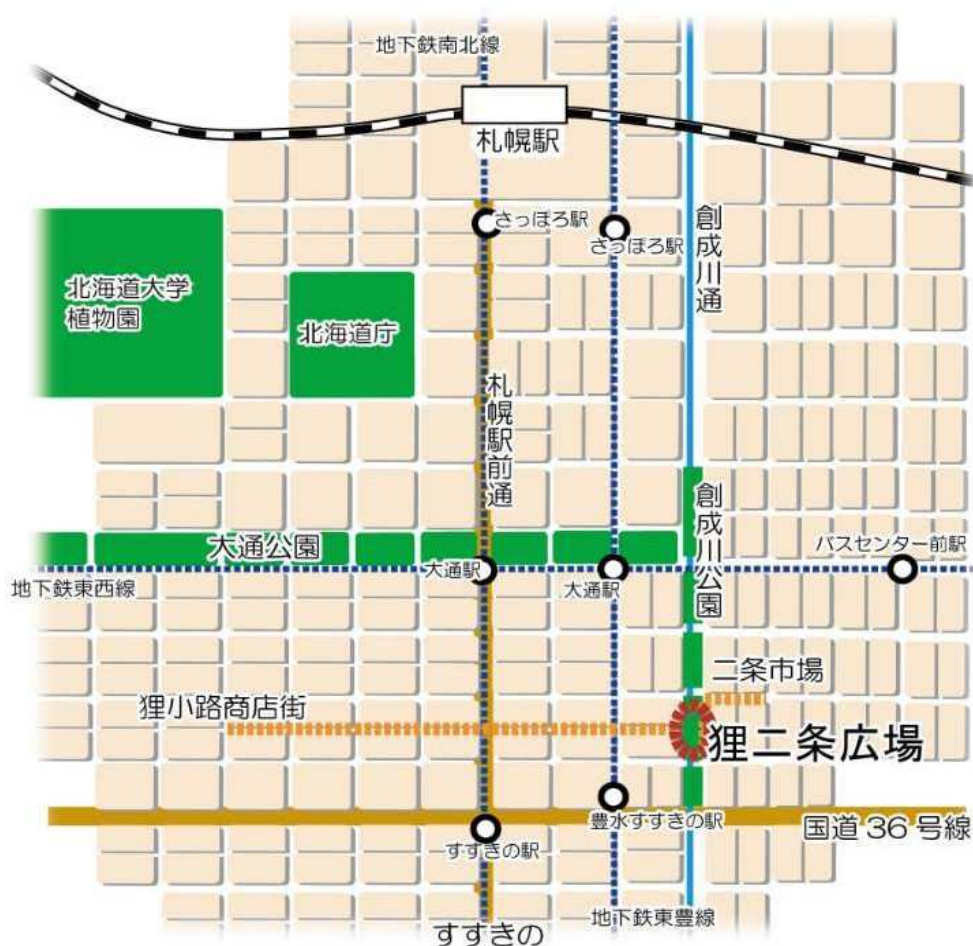 地下鉄南北線
札幌駅
さっぽろ駅
さっぽろ駅
創成川通
北海道大学
植物園
北海道庁
札幌駅前通
創成川公園
大通公園
バスセンター前駅
大通駅
大通駅
地下鉄東西線
二条市場
狸小路商店街
狸二条広場
豊水すすきの駅
国道36号線
すすきの駅
地下鉄東豊線
すすきの